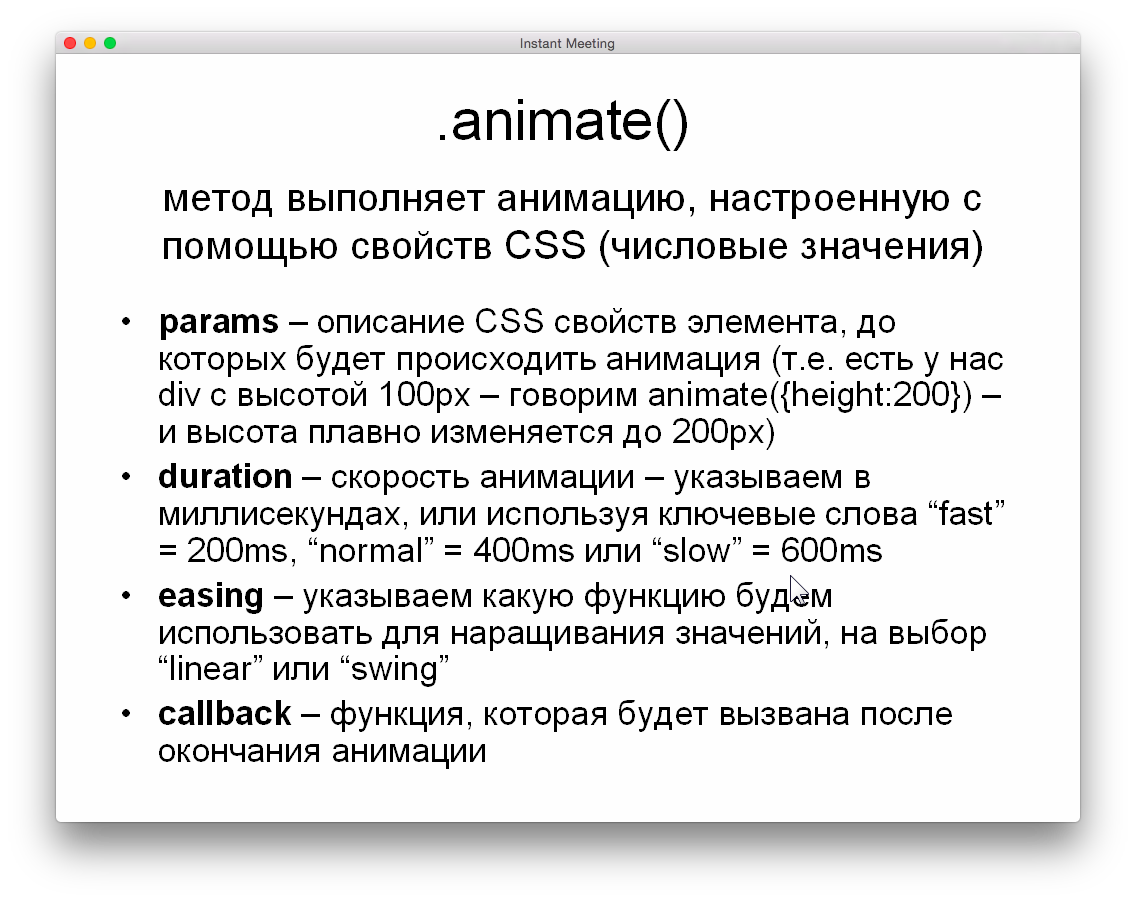 Instant Meeting
.animate()
метод выполняет анимацию, настроенную с
помощью свойств CSS (числовые значения)
• params – описание CSS свойств элемента, до
которых будет происходить анимация (т.е. есть у нас
div с высотой 100px – говорим animate({height:200}) –
и высота плавно изменяется до 200px)
• duration – скорость анимации – указываем в
миллисекундах, или используя ключевые слова “fast”
= 200ms, “normal” = 400ms или “slow” = 600ms
• easing – указываем какую функцию будем
использовать для наращивания значений, на выбор
“linear” или “swing”
• callback – функция, которая будет вызвана после
окончания анимации